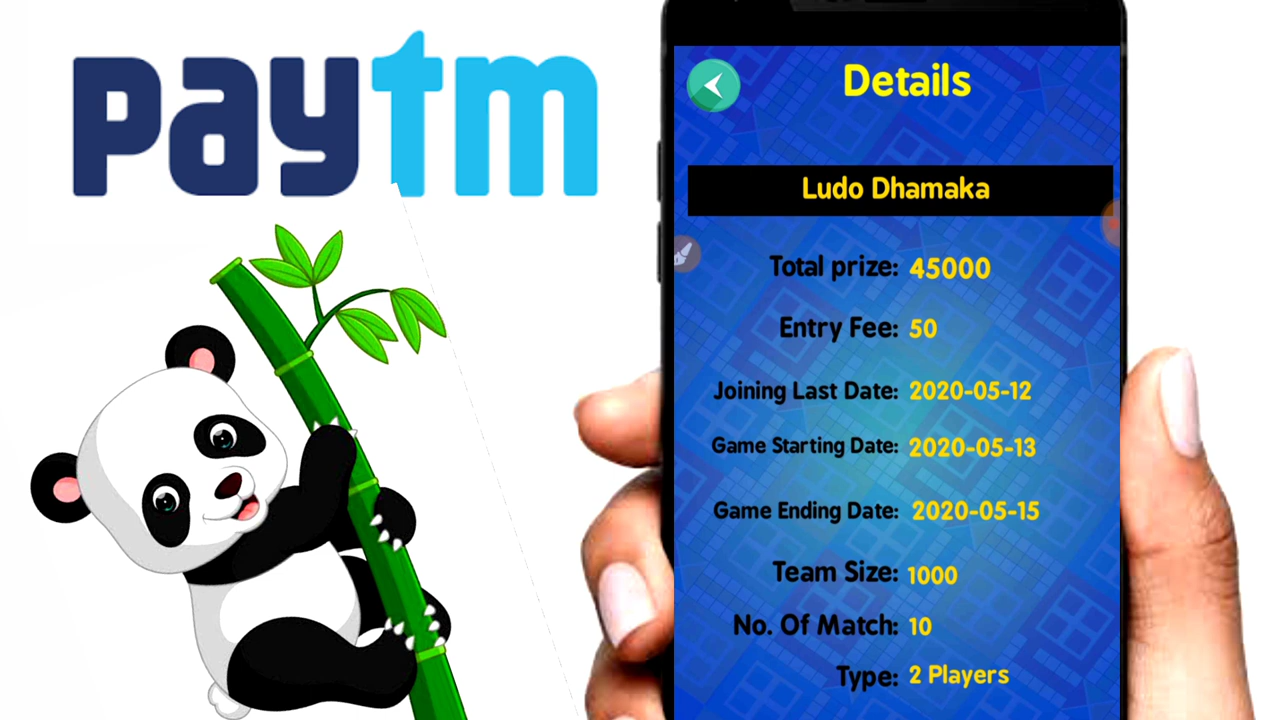 paytm
Details
Ludo Dhamaka
Total prize: 45000
Entry Fee: 50
Joining Last Date: 2020-05-12
Game Starting Date: 2020-05-13
Game Ending Date: 2020-05-15
Team Size: 1000
No. Of Match: 10
Type: 2 Players